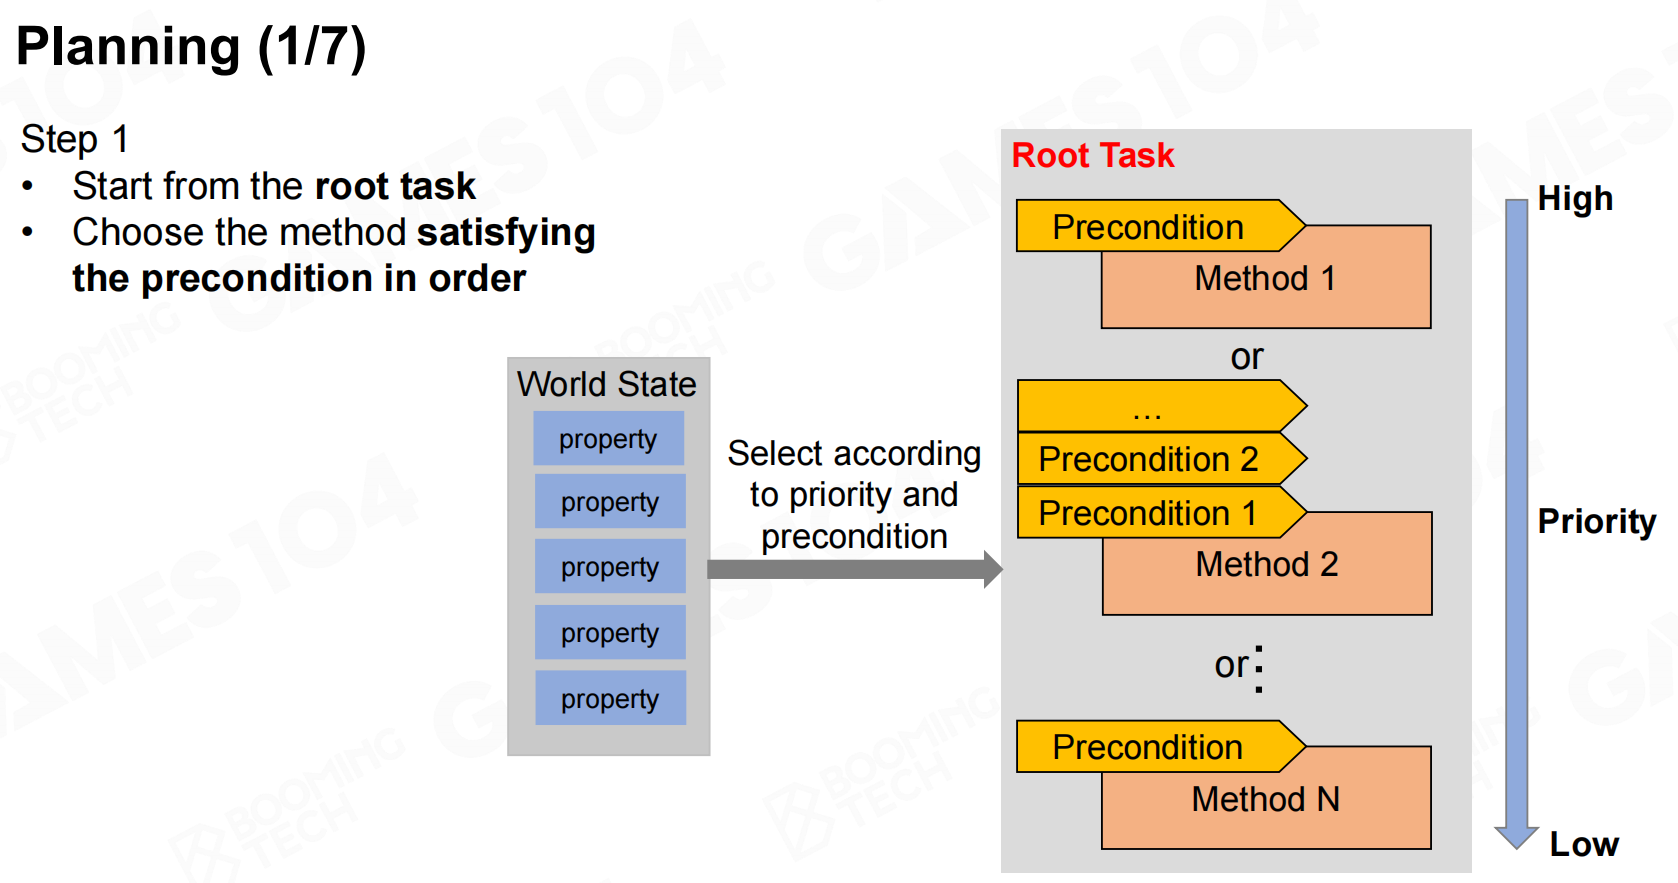 Planning (1/7)
Step 1
• Start from the root task
• Choose the method satisfying
the precondition in order
World State
property
property
property
property
property
Select according
to priority and
precondition
Root Task
Precondition
Method 1
or
...
Precondition 2
Precondition 1
Method 2
or⋮
Precondition
Method N
High
Priority
Low
GAMES104
BOOMING
TECH